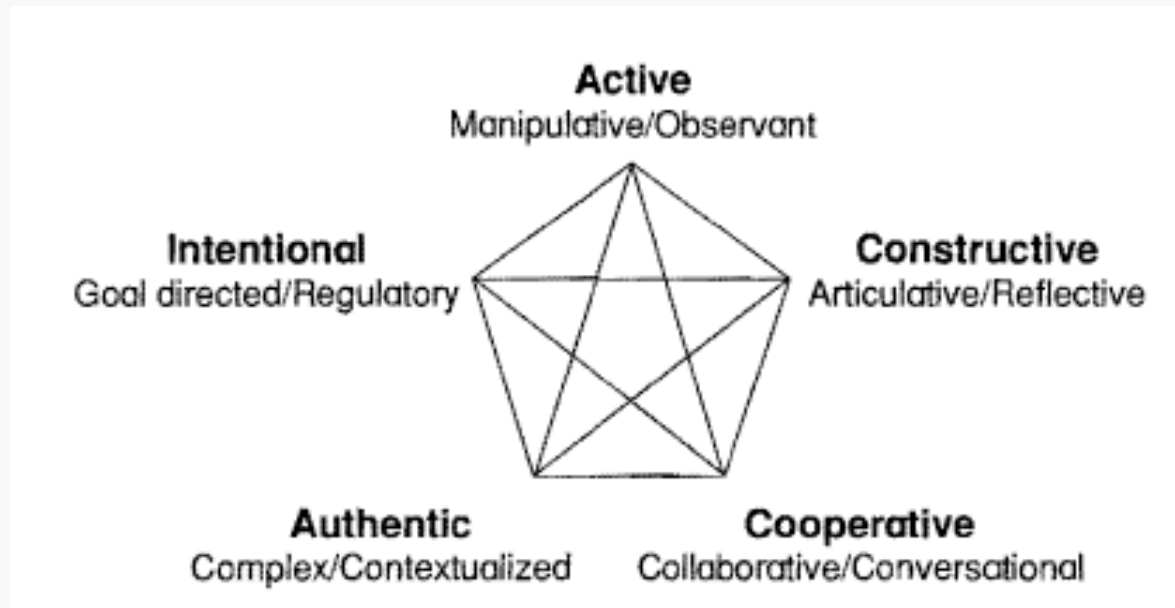 Active
Manipulative/Observant
Intentional
Goal directed/Regulatory
Constructive
Articulative/Reflective
Authentic
Complex/Contextualized
Cooperative
Collaborative/Conversational